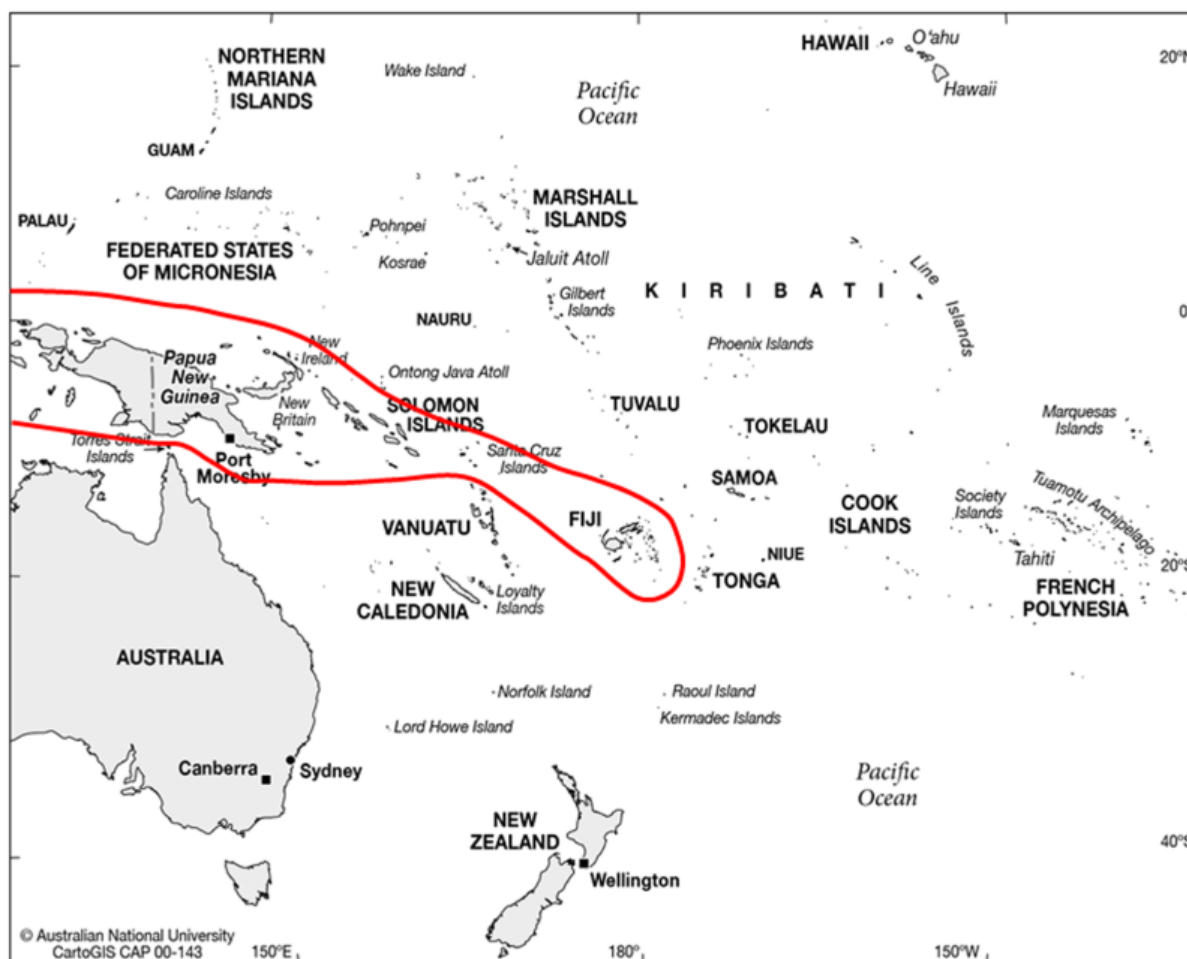 NORTHERN
MARIANA
ISLANDS
Wake Island
Pacific
Ocean
HAWAII
O'ahu
Hawaii
20°N
GUAM
Caroline Islands
PALAU
FEDERATED STATES
OF MICRONESIA
Pohnpei
Kosrae
MARSHALL
ISLANDS
Jaluit Atoll
Gilbert
Islands
KIRIBATI
Line Islands
NAURU
0
Phoenix Islands
Papua
New
Guinea
New
Ireland
New
Britain
Ontong Java Atoll
SOLOMON
ISLANDS
TUVALU
TOKELAU
Marquesas
Islands
Torres Strait
Islands
Port
Moresby
Santa Cruz
Islands
SAMOA
VANUATU
FIJI
COOK
ISLANDS
Society
Islands
Tuamotu Archipelago
Tahiti
NIUE
TONGA
20°S
FRENCH
POLYNESIA
NEW
CALEDONIA
Loyalty
Islands
AUSTRALIA
Norfolk Island
Raoul Island
Lord Howe Island
Kermadec Islands
Canberra
Sydney
Pacific
Ocean
NEW
ZEALAND
Wellington
40°S
© Australian National University
CartoGIS CAP 00-143
150°E
180°
150°W